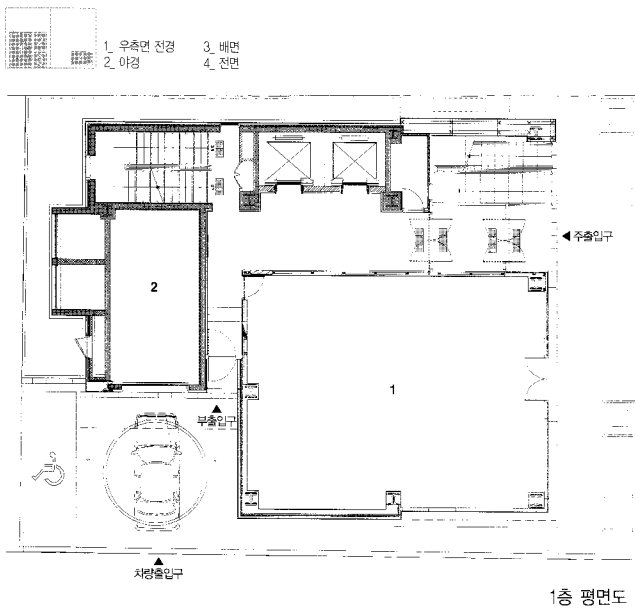 1_ 우측면 전경 3_ 배면
2_ 야경 4_ 전면
주출입구
2
1
부출입구
차량출입구
1층 평면도